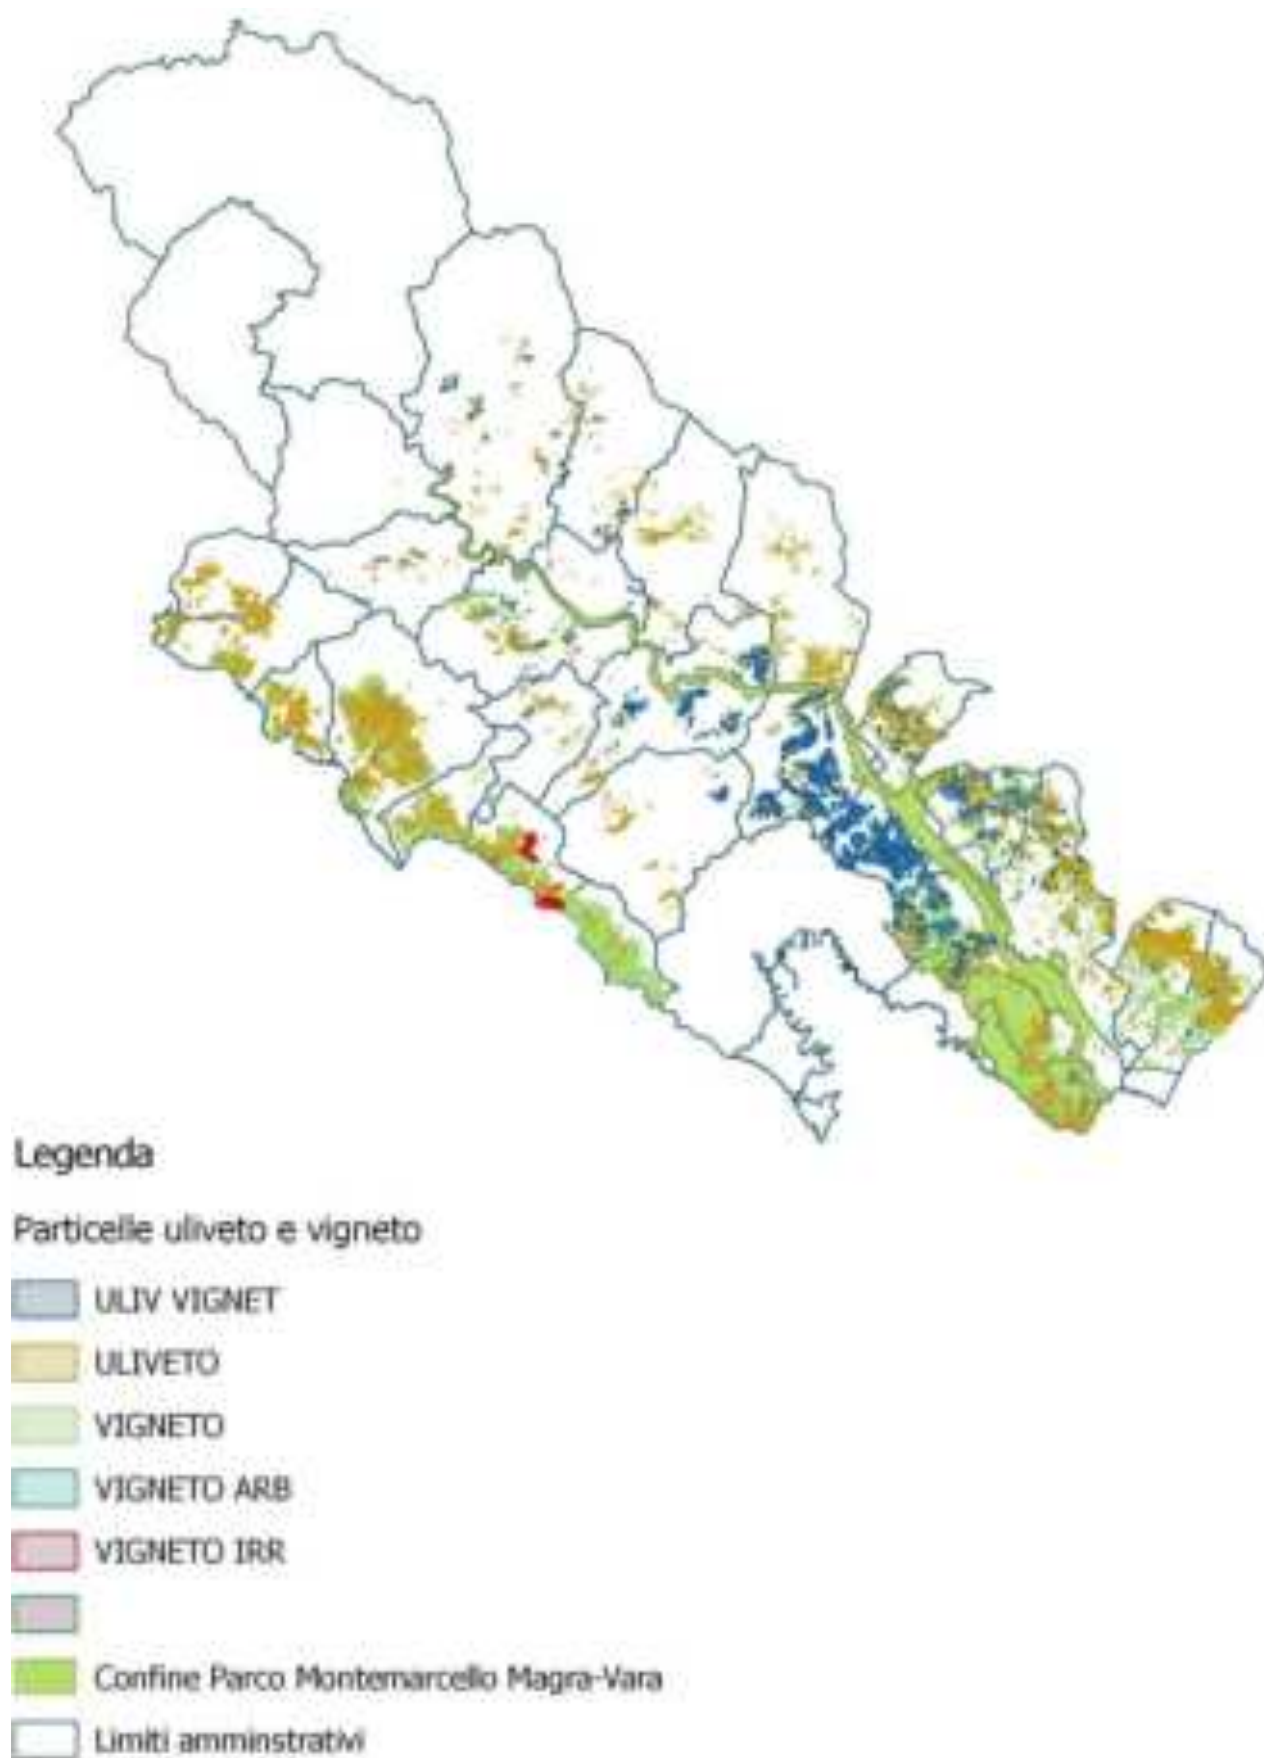 Legenda
Particelle uliveto e vigneto
ULIV VIGNET
ULIVETO
VIGNETO
VIGNETO ARB
VIGNETO IRR
Confine Parco Montemarcello Magra-Vara
Limiti amminstrativi